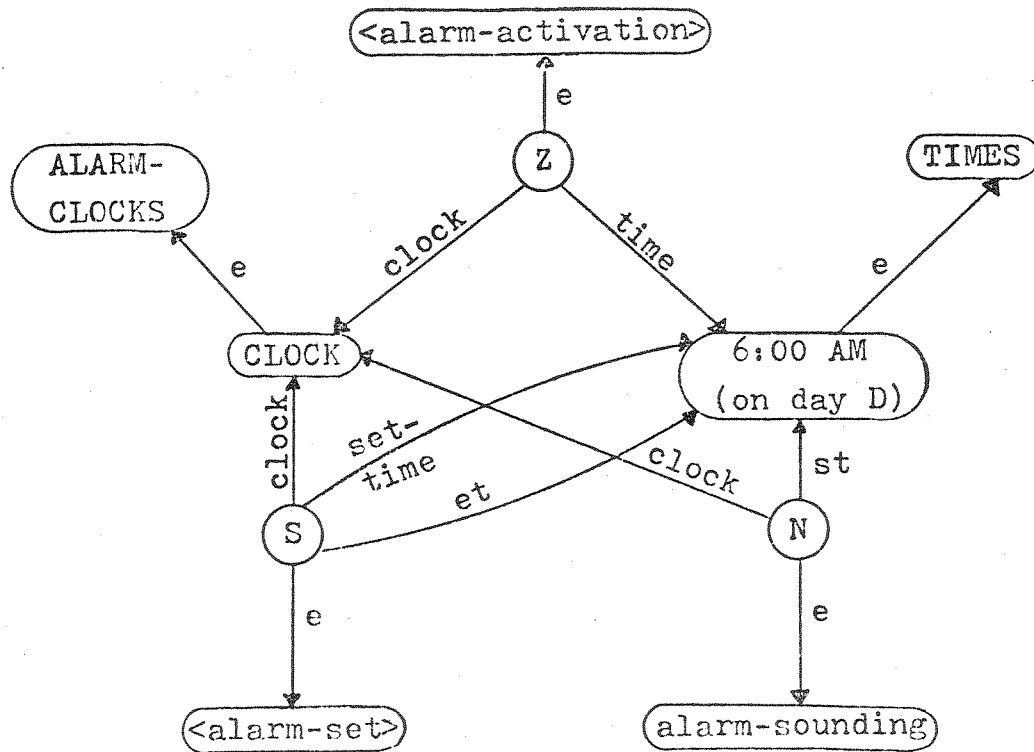 <alarm-activation>
e
Z
ALARM-
CLOCKS
TIMES
clock
time
e
e
CLOCK
6:00 AM
(on day D)
clock
set-
time
et
clock
st
S
N
e
e
<alarm-set>
alarm-sounding